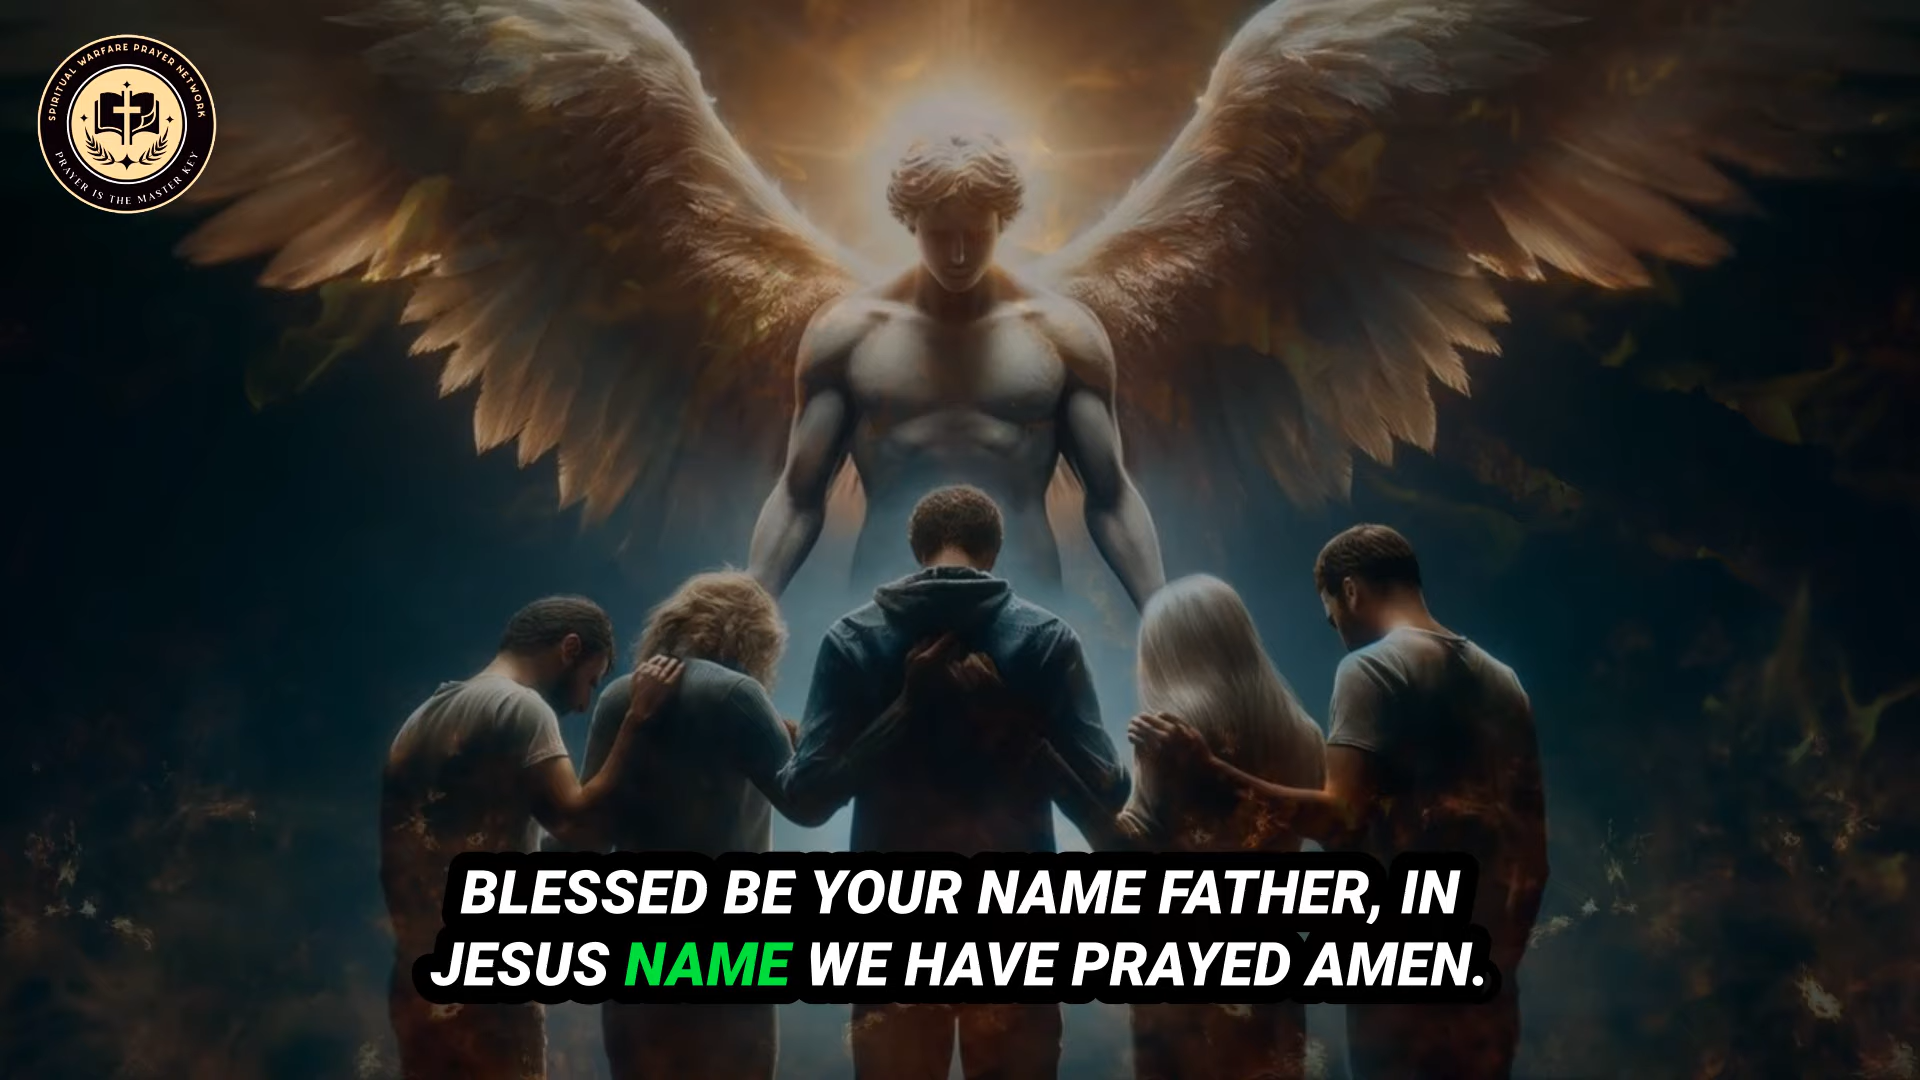 SPIRITUAL WARFARE PRAYER NETWORK
PRAYER IS THE MASTER KEY
BLESSED BE YOUR NAME FATHER, IN
JESUS NAME WE HAVE PRAYED AMEN.